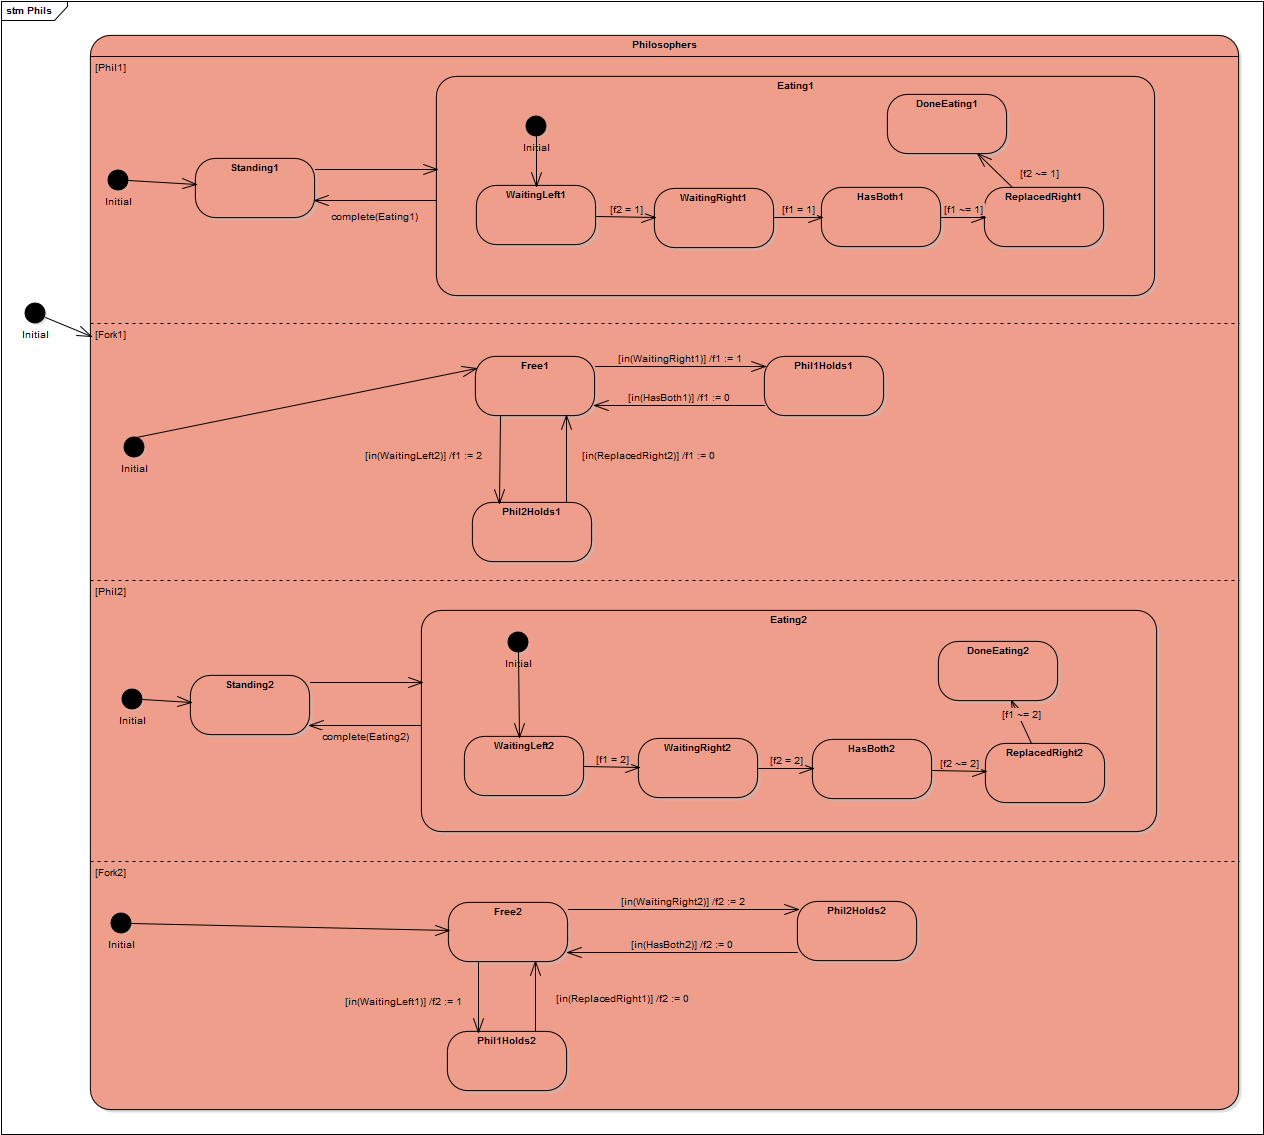 stm Phils
Philosophers
[Phil1]
Eating1
DoneEating1
Initial
Standing1
[f2 ~= 1]
Initial
WaitingLeft1
WaitingRight1
HasBoth1
ReplacedRight1
[f2 = 1]
[f1 = 1]
[f1 ~= 1]
complete(Eating1)
Initial
[Fork1]
Free1
[in(WaitingRight1)] /f1 := 1
Phil1Holds1
[in(HasBoth1)] /f1 := 0
Initial
[in(WaitingLeft2)] /f1 := 2
[in(ReplacedRight2)] /f1 := 0
Phil2Holds1
[Phil2]
Eating2
DoneEating2
Initial
Standing2
Initial
[f1 ~= 2]
complete(Eating2)
WaitingLeft2
WaitingRight2
HasBoth2
ReplacedRight2
[f1 = 2]
[f2 = 2]
[f2 ~= 2]
[Fork2]
Free2
[in(WaitingRight2)] /f2 := 2
Phil2Holds2
[in(HasBoth2)] /f2 := 0
Initial
[in(WaitingLeft1)] /f2 := 1
[in(ReplacedRight1)] /f2 := 0
Phil1Holds2